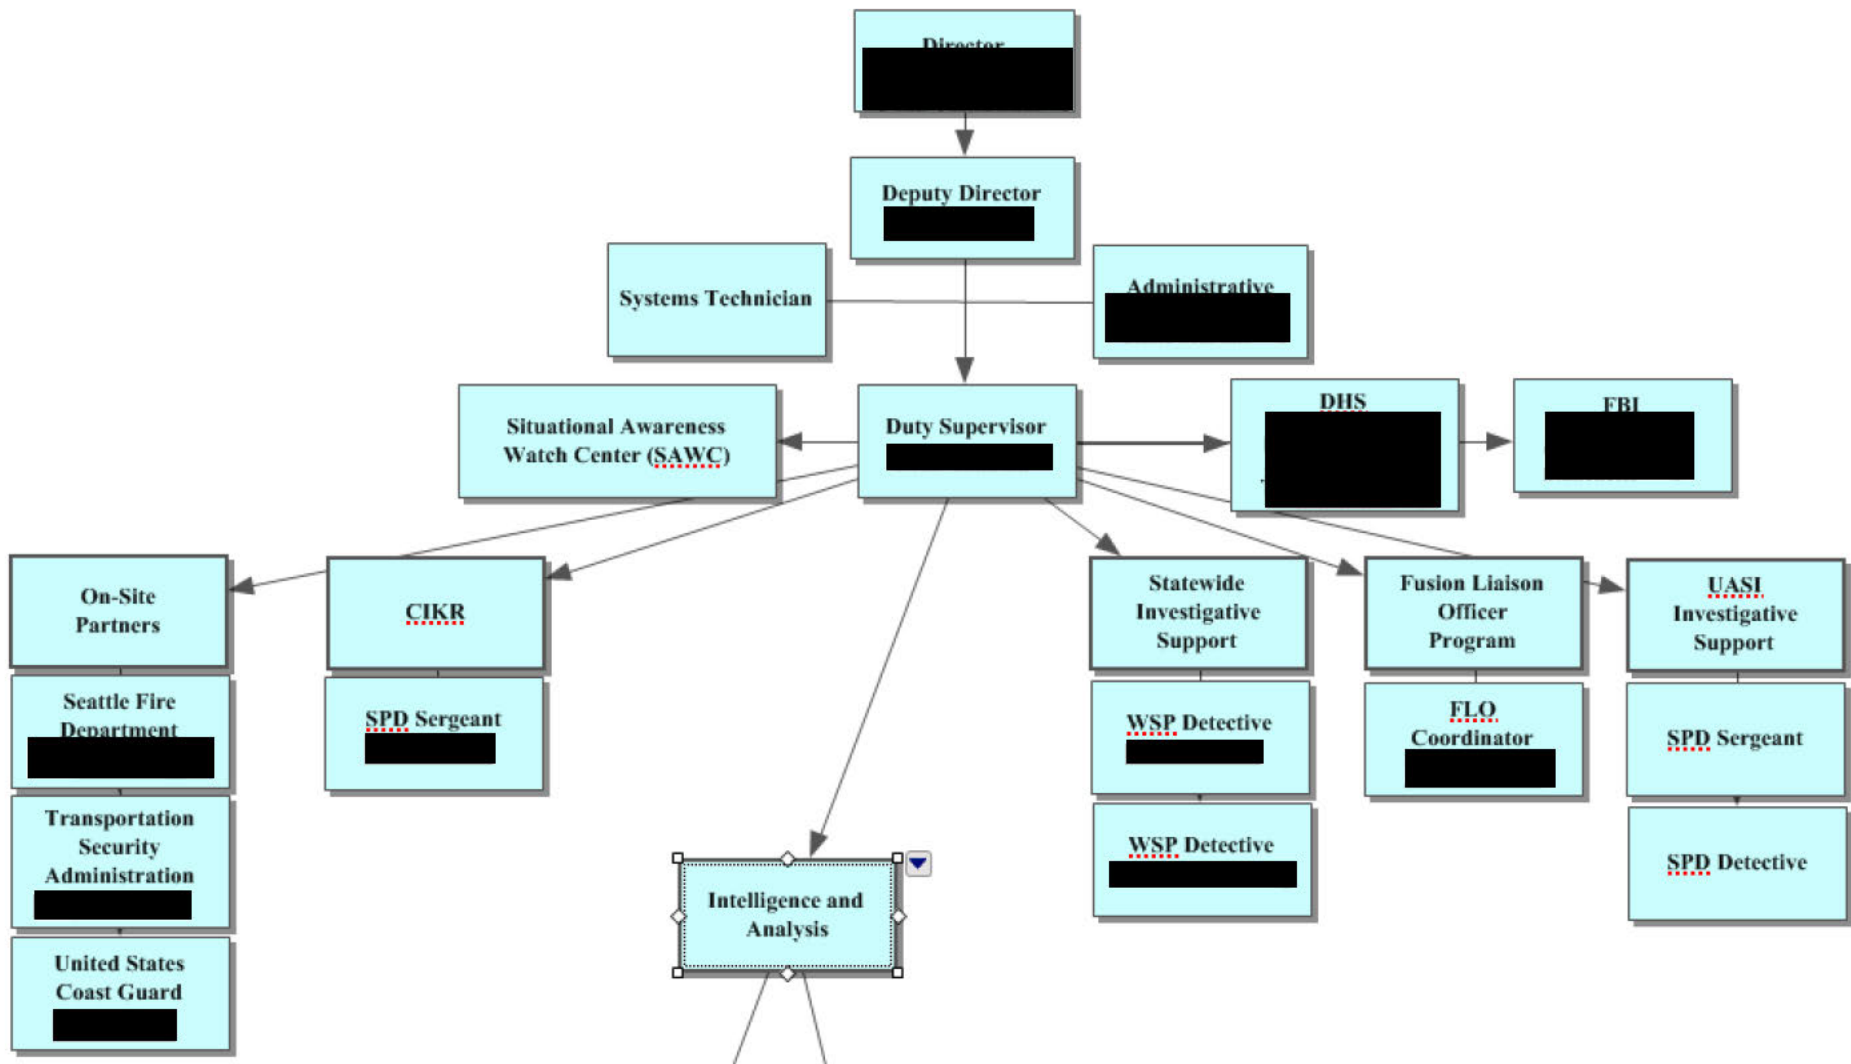 Director
Deputy Director
Systems Technician
Administrative
Situational Awareness
Watch Center (SAWC)
Duty Supervisor
DHS
FBI
On-Site
Partners
CIKR
Statewide
Investigative
Support
Fusion Liaison
Officer
Program
UASI
Investigative
Support
Seattle Fire
Department
SPD Sergeant
WSP Detective
FLO
Coordinator
SPD Sergeant
Transportation
Security
Administration
WSP Detective
SPD Detective
Intelligence and
Analysis
United States
Coast Guard